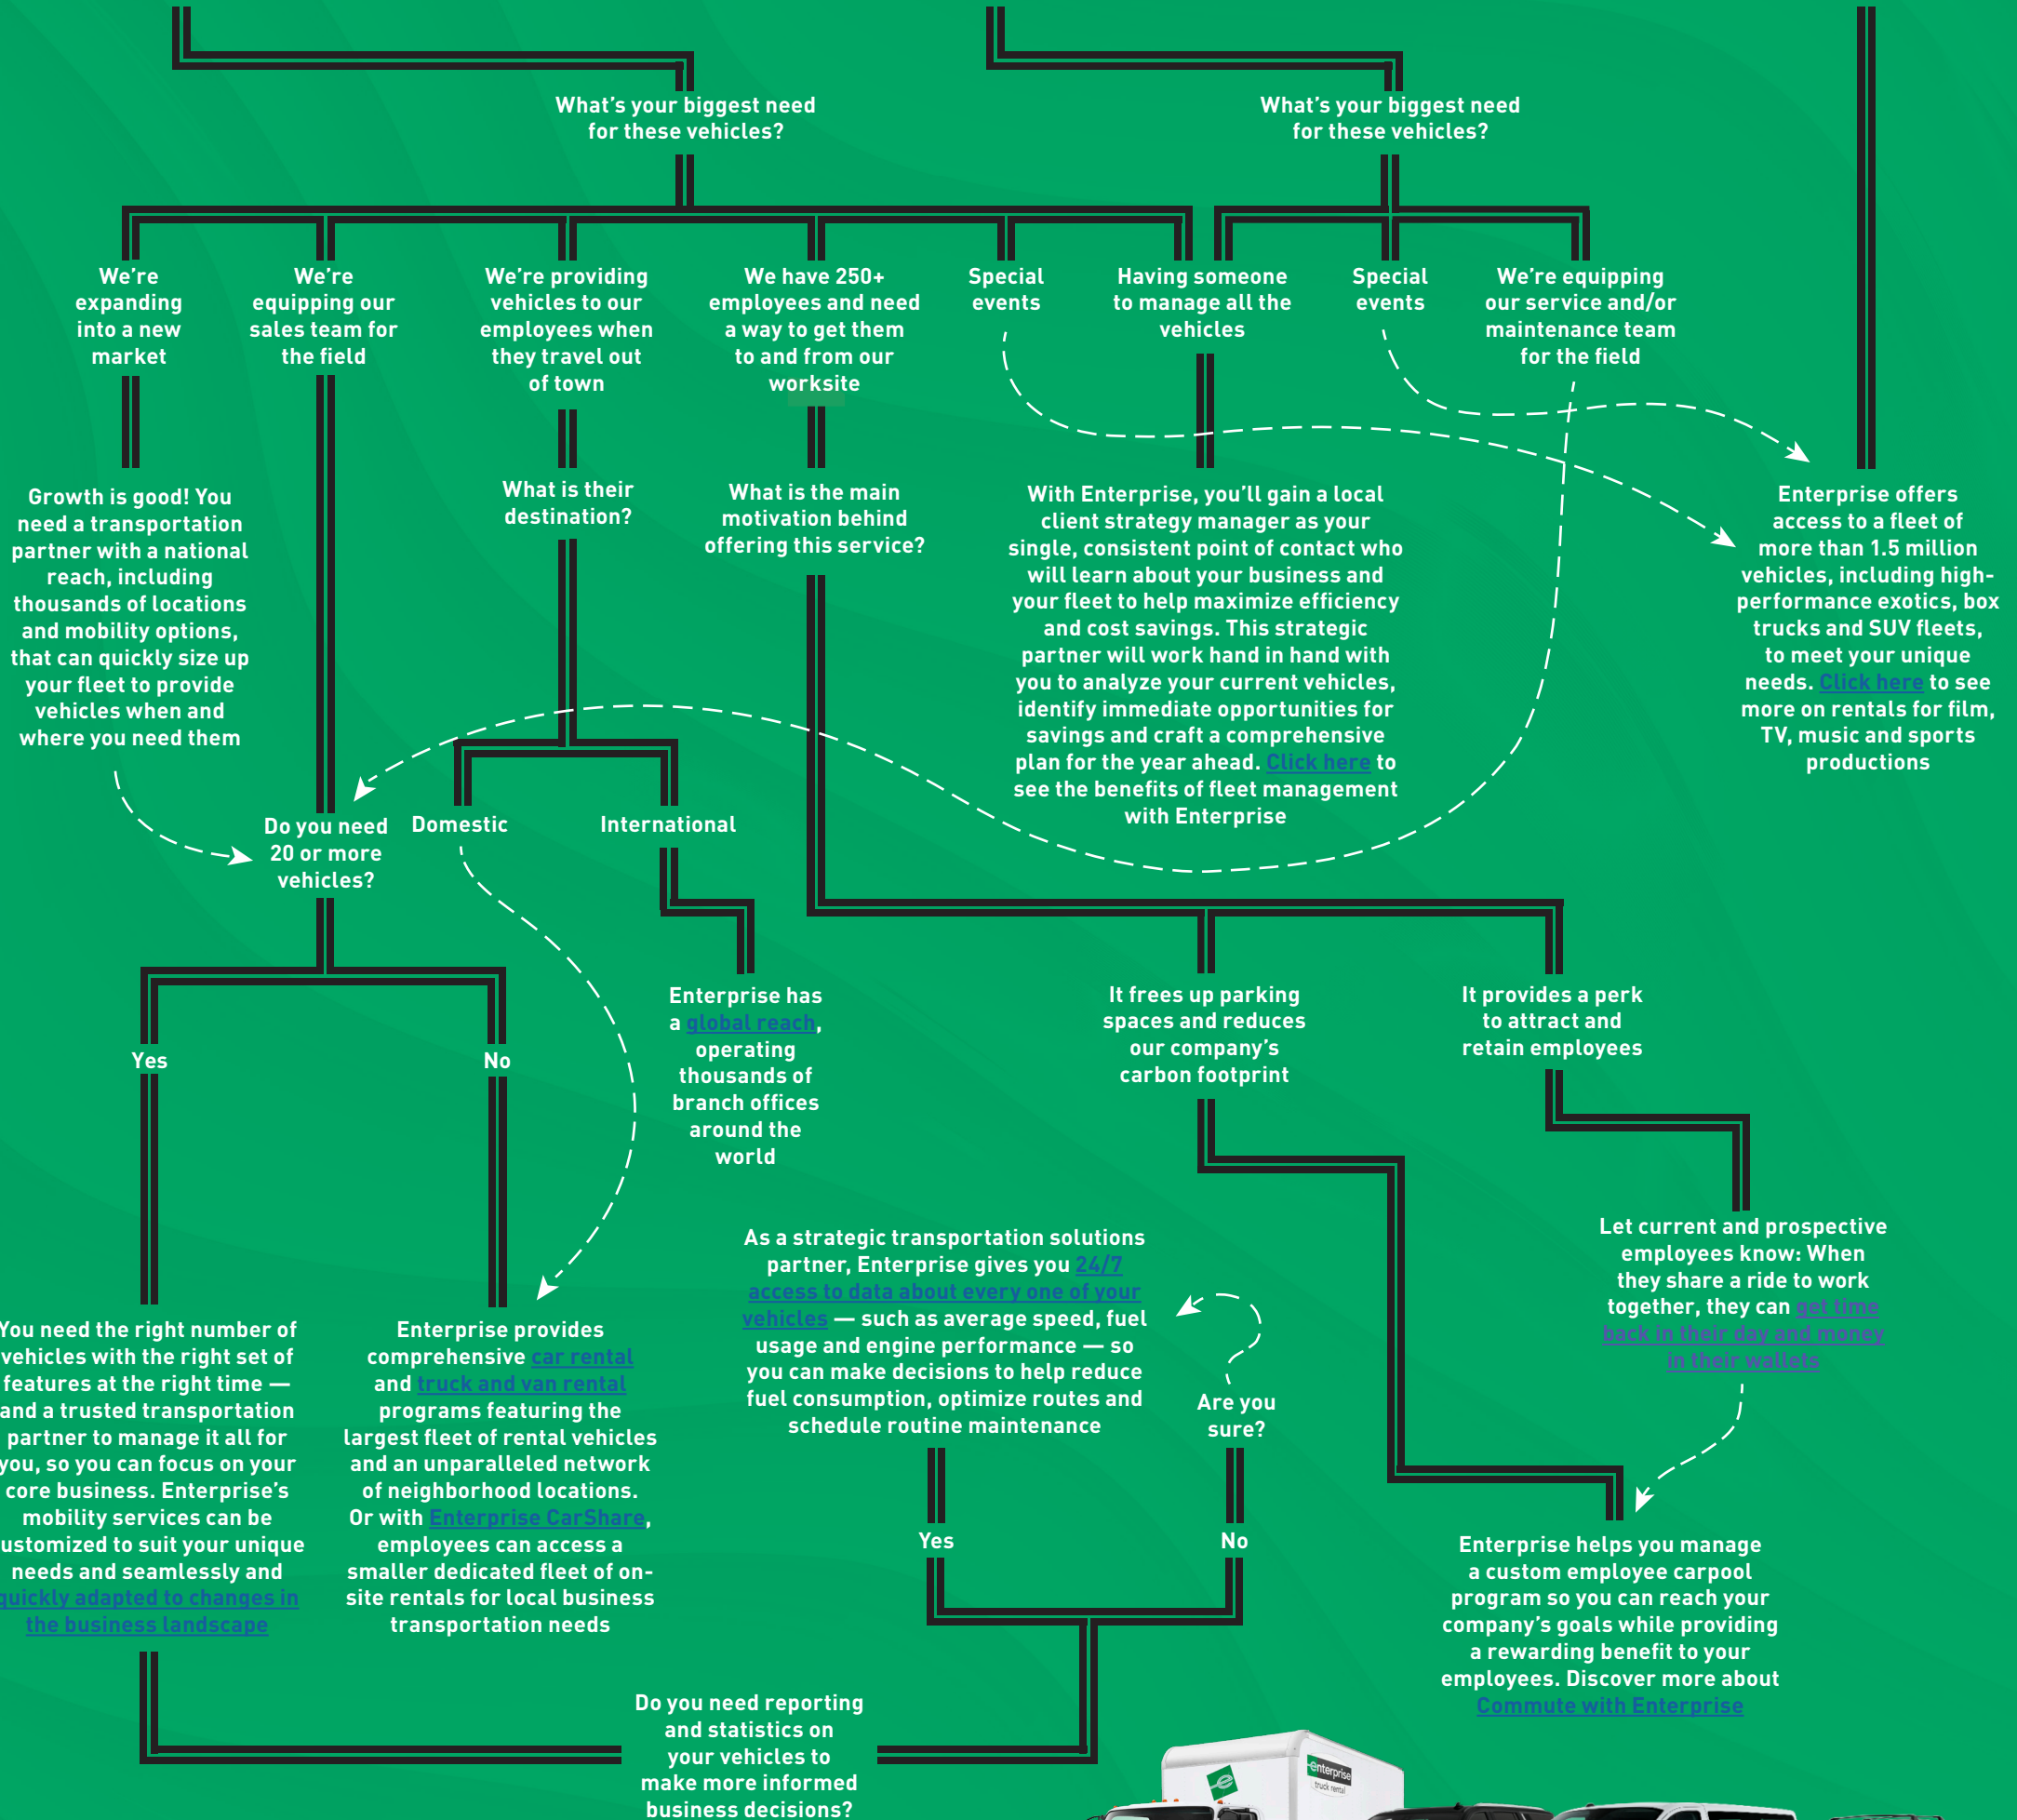 What's your biggest need
for these vehicles?
What's your biggest need
for these vehicles?
We're
expanding
into a new
market
We're
equipping our
sales team for
the field
We're providing
vehicles to our
employees when
they travel out
of town
We have 250+
employees and need
a way to get them
to and from our
worksite
Special
events
Having someone
to manage all the
vehicles
Special
events
We're equipping
our service and/or
maintenance team
for the field
Growth is good! You
need a transportation
partner with a national
reach, including
thousands of locations
and mobility options,
that can quickly size up
your fleet to provide
vehicles when and
where you need them
What is their
destination?
What is the main
motivation behind
offering this service?
With Enterprise, you'll gain a local
client strategy manager as your
single, consistent point of contact who
will learn about your business and
your fleet to help maximize efficiency
and cost savings. This strategic
partner will work hand in hand with
you to analyze your current vehicles,
identify immediate opportunities for
savings and craft a comprehensive
plan for the year ahead. Click here to
see the benefits of fleet management
with Enterprise
Enterprise offers
access to a fleet of
more than 1.5 million
vehicles, including high-
performance exotics, box
trucks and SUV fleets,
to meet your unique
needs. Click here to see
more on rentals for film,
TV, music and sports
productions
Do you need
20 or more
vehicles?
Domestic
International
Yes
No
Enterprise has
a global reach,
operating
thousands of
branch offices
around the
world
It frees up parking
spaces and reduces
our company's
carbon footprint
It provides a perk
to attract and
retain employees
Let current and prospective
employees know: When
they share a ride to work
together, they can get time
back in their day and money
in their wallets
You need the right number of
vehicles with the right set of
features at the right time —
and a trusted transportation
partner to manage it all for
you, so you can focus on your
core business. Enterprise's
mobility services can be
customized to suit your unique
needs and seamlessly and
quickly adapted to changes in
the business landscape
Enterprise provides
comprehensive car rental
and truck and van rental
programs featuring the
largest fleet of rental vehicles
and an unparalleled network
of neighborhood locations.
Or with Enterprise CarShare,
employees can access a
smaller dedicated fleet of on-
site rentals for local business
transportation needs
As a strategic transportation solutions
partner, Enterprise gives you 24/7
access to data about every one of your
vehicles — such as average speed, fuel
usage and engine performance — so
you can make decisions to help reduce
fuel consumption, optimize routes and
schedule routine maintenance
Are you
sure?
Yes
No
Enterprise helps you manage
a custom employee carpool
program so you can reach your
company's goals while providing
a rewarding benefit to your
employees. Discover more about
Commute with Enterprise
Do you need reporting
and statistics on
your vehicles to
make more informed
business decisions?
e
enterprise
truck rental